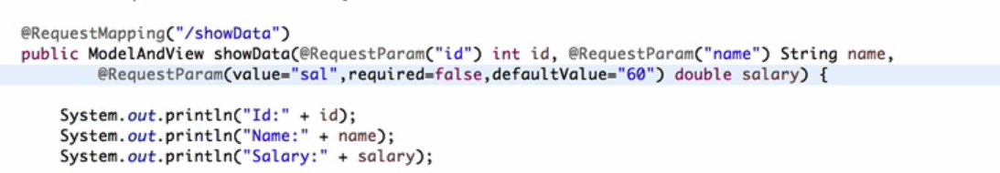 @RequestMapping("/showData")
public ModelAndView showData(@RequestParam("id") int id, @RequestParam("name") String name,
@RequestParam(value="sal",required=false,defaultValue="60") double salary) {
System.out.println("Id:" + id);
System.out.println("Name:" + name);
System.out.println("Salary:" + salary);